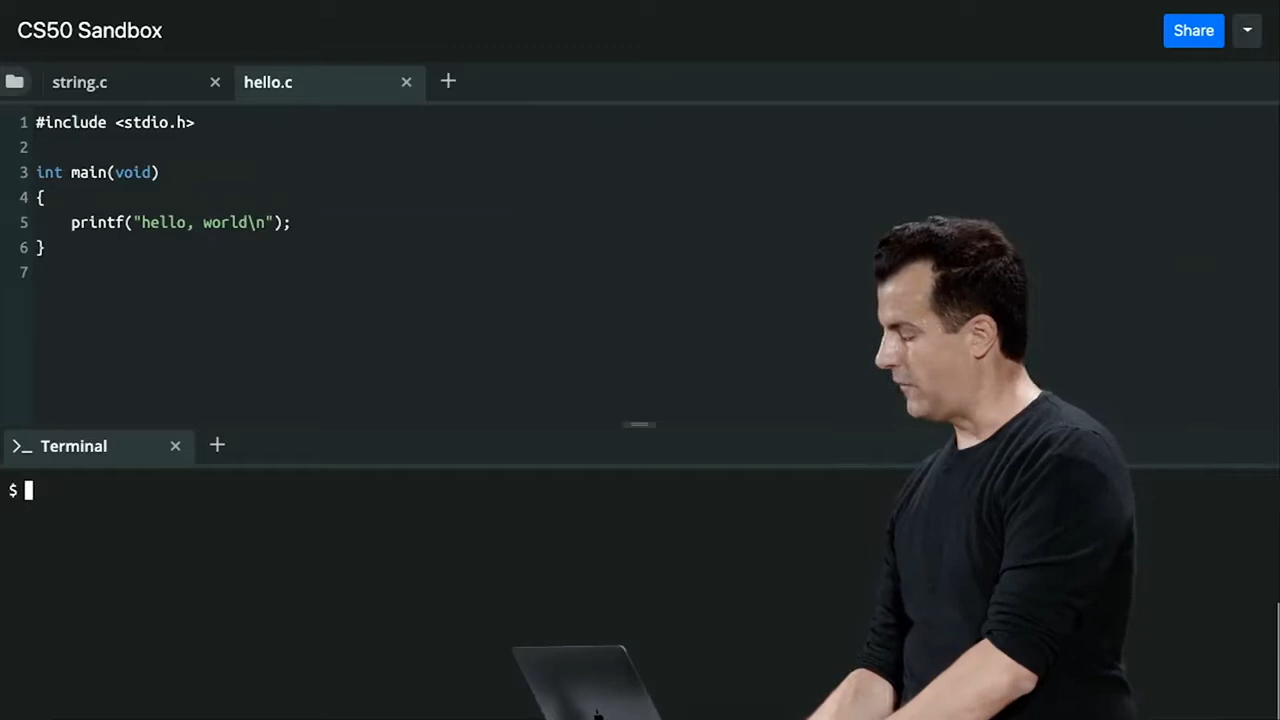 CS50 Sandbox
Share
string.c
hello.c
1 #include <stdio.h>
2
3 int main(void)
4 {
5     printf("hello, world\n");
6 }
7
>_ Terminal
$